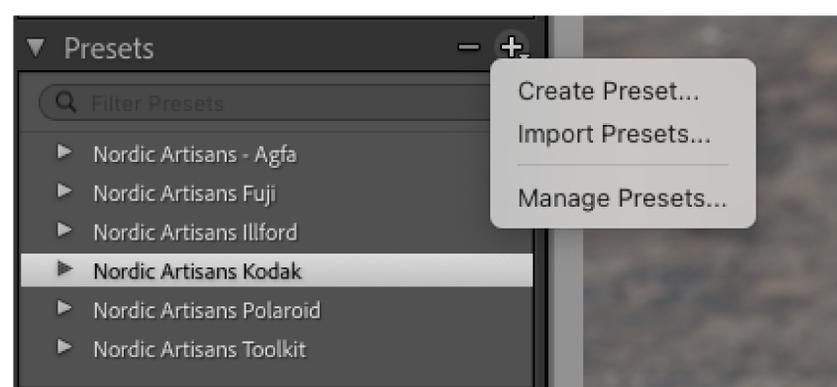 Presets
Filter Presets
Create Preset...
Import Presets...
Manage Presets...
Nordic Artisans - Agfa
Nordic Artisans Fuji
Nordic Artisans Illford
Nordic Artisans Kodak
Nordic Artisans Polaroid
Nordic Artisans Toolkit